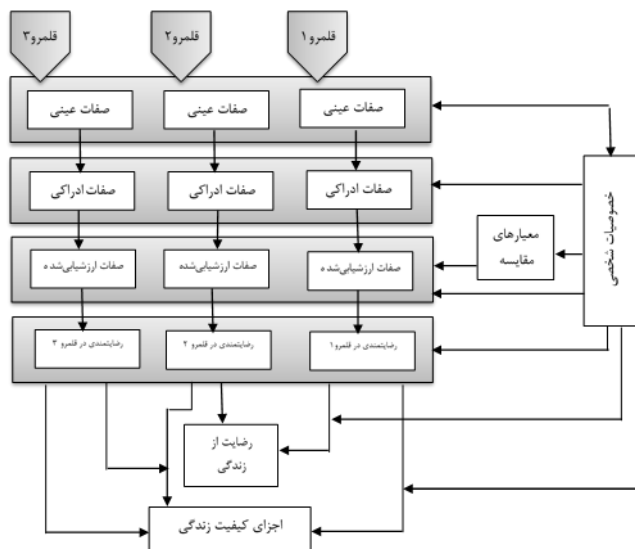 قلمرو۱
قلمرو۲
قلمرو۳
صفات عینی
صفات عینی
صفات عینی
صفات ادراکی
صفات ادراکی
صفات ادراکی
خصوصیات شخصی
معیارهای
مقایسه
صفات ارزشیابی‌شده
صفات ارزشیابی‌شده
صفات ارزشیابی‌شده
رضایتمندی در قلمرو۱
رضایتمندی در قلمرو ۲
رضایتمندی در قلمرو ۳
رضایت از
زندگی
اجزای کیفیت زندگی